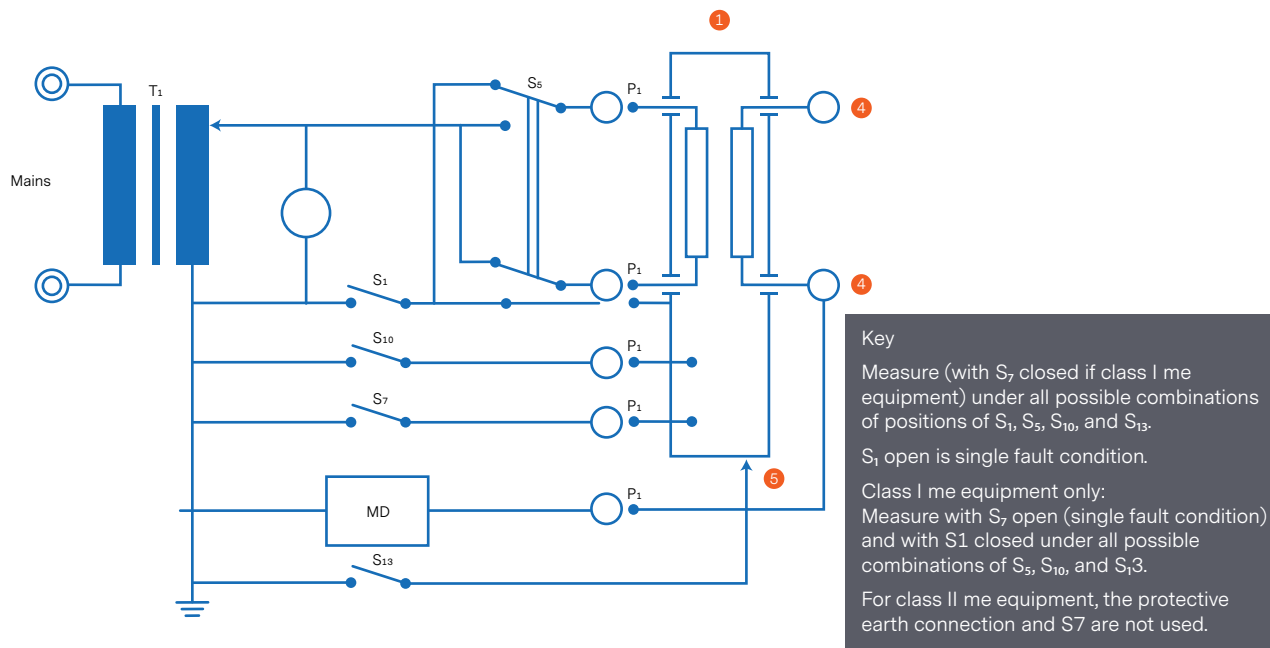 1
T₁
S₅
P₁
4
Mains
S₁
P₁
4
S₁₀
P₁
S₇
P₁
5
MD
P₁
S₁₃
Key
Measure (with S₇ closed if class I me
equipment) under all possible combinations
of positions of S₁, S₅, S₁₀, and S₁₃.
S₁ open is single fault condition.
Class I me equipment only:
Measure with S₇ open (single fault condition)
and with S1 closed under all possible
combinations of S₅, S₁₀, and S₁3.
For class II me equipment, the protective
earth connection and S7 are not used.